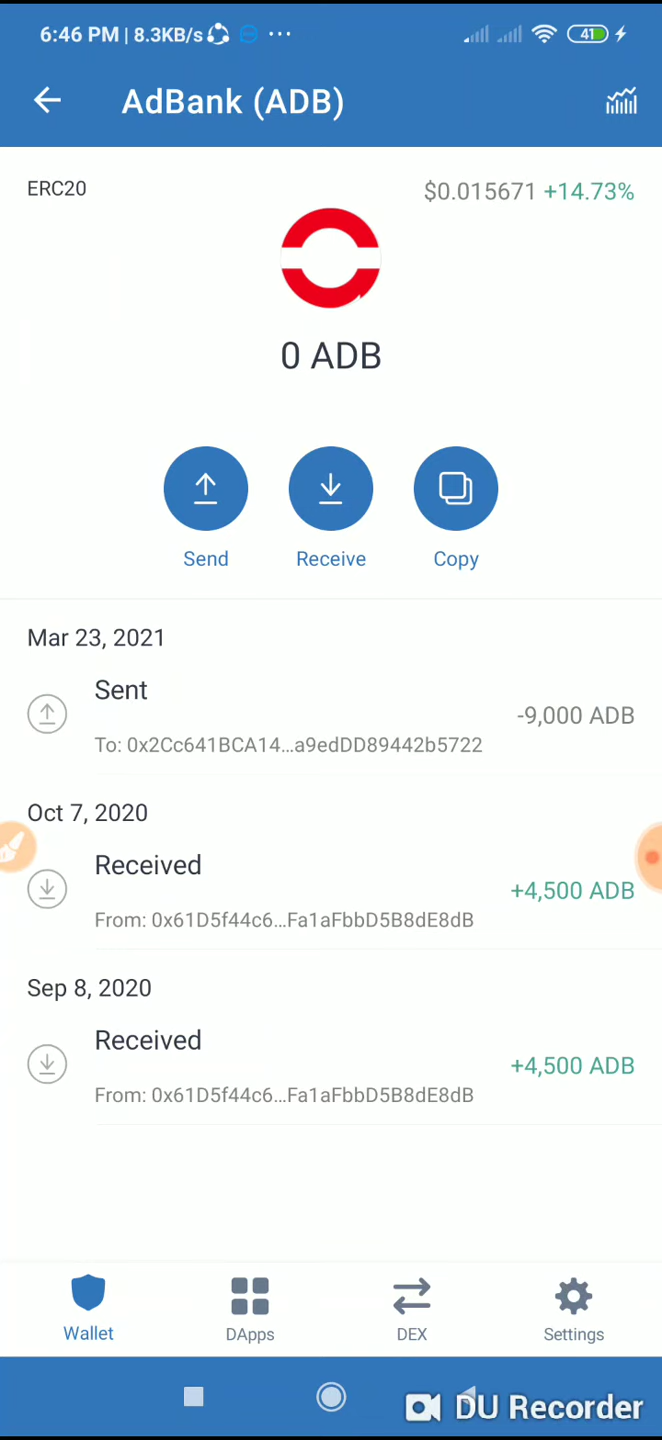 6:46 PM | 8.3KB/s ... 41
AdBank (ADB)
ERC20
$0.015671 +14.73%
0 ADB
Send Receive Copy
Mar 23, 2021
Sent
-9,000 ADB
To: 0x2Cc641BCA14...a9edDD89442b5722
Oct 7, 2020
Received
+4,500 ADB
From: 0x61D5f44c6...Fa1aFbbD5B8dE8dB
Sep 8, 2020
Received
+4,500 ADB
From: 0x61D5f44c6...Fa1aFbbD5B8dE8dB
Wallet DApps DEX Settings
DU Recorder